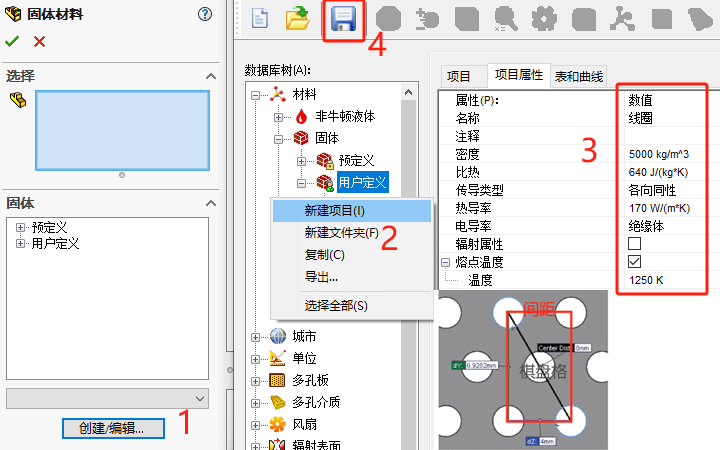 固体材料
选择
固体
预定义
用户定义
创建/编辑...
1
4
数据库树(A):
材料
非牛顿液体
固体
预定义
用户定义
新建项目(I)
新建文件夹(F)
2
复制(C)
导出...
选择全部(S)
城市
单位
多孔板
多孔介质
风扇
辐射表面
项目
项目属性
表和曲线
3
属性(P): 数值
名称 线圈
注释
密度 5000 kg/m^3
比热 640 J/(kg*K)
传导类型 各向同性
热导率 170 W/(m*K)
电导率 绝缘体
辐射属性
熔点温度
温度 1250 K
间距
Center Dist: 8mm
dY: 6.9282mm
棋盘格
dZ: 4mm